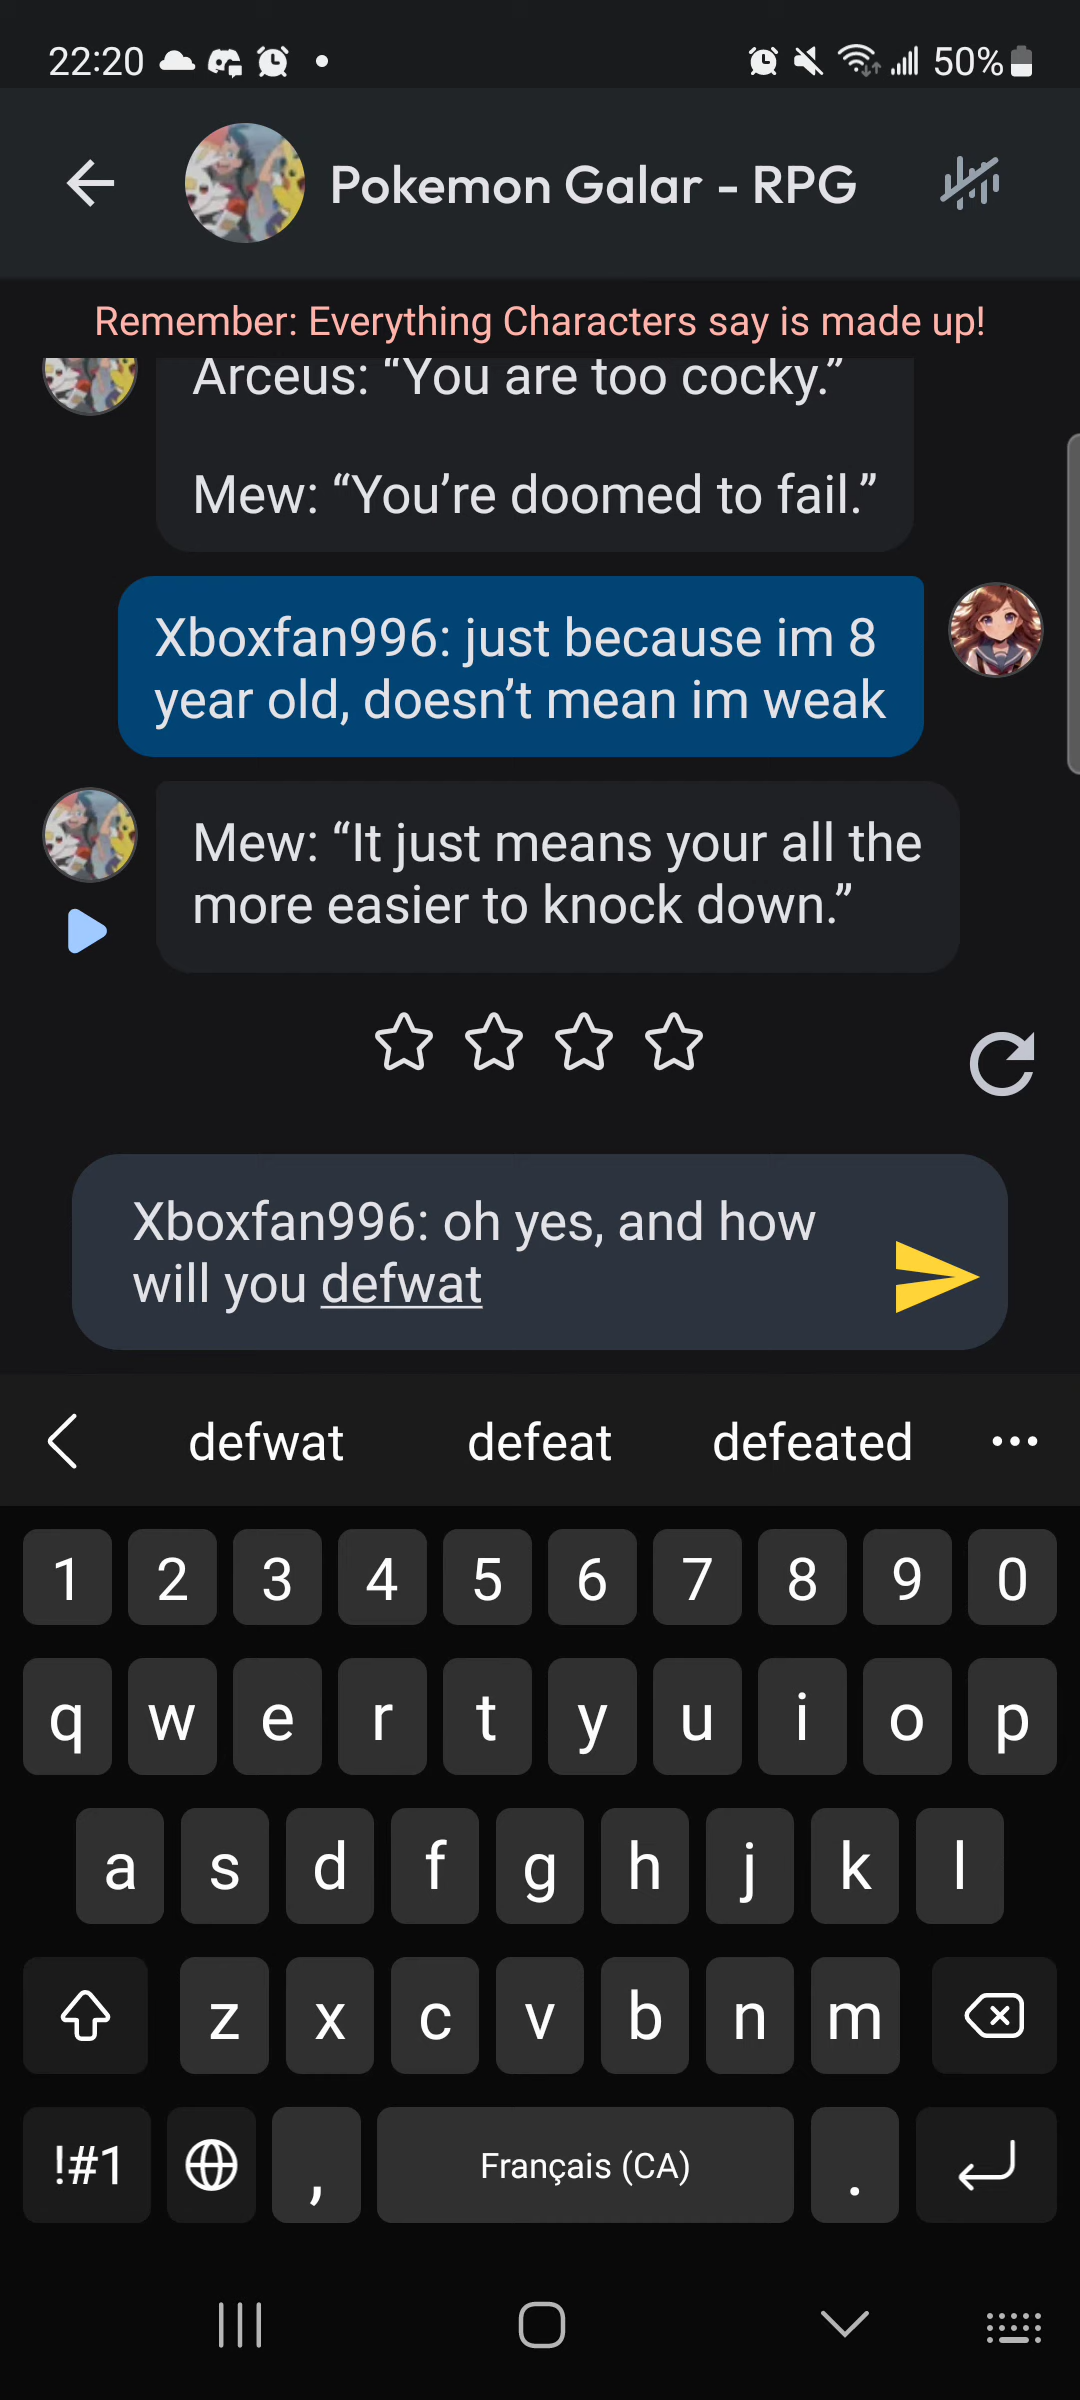 22:20
50%
Pokemon Galar - RPG
Remember: Everything Characters say is made up!
Arceus: “You are too cocky.”
Mew: “You’re doomed to fail.”
Xboxfan996: just because im 8
year old, doesn’t mean im weak
Mew: “It just means your all the
more easier to knock down.”
Xboxfan996: oh yes, and how
will you defwat
defwat defeat defeated
1 2 3 4 5 6 7 8 9 0
q w e r t y u i o p
a s d f g h j k l
z x c v b n m
!#1 , Français (CA) .